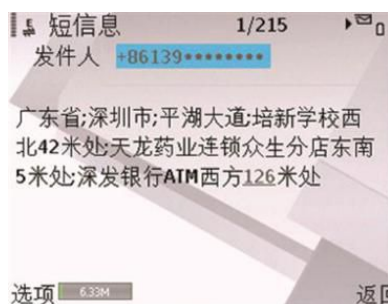 短信息 1/215
发件人 +86139********
广东省;深圳市;平湖大道;培新学校西
北42米处;天龙药业连锁众生分店东南
5米处;深发银行ATM西方126米处
选项 6.33M 返回